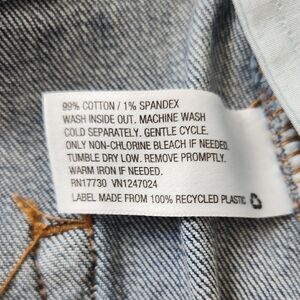 99% COTTON / 1% SPANDEX
WASH INSIDE OUT. MACHINE WASH
COLD SEPARATELY. GENTLE CYCLE.
ONLY NON-CHLORINE BLEACH IF NEEDED.
TUMBLE DRY LOW. REMOVE PROMPTLY.
WARM IRON IF NEEDED.
RN17730 VN1247024
LABEL MADE FROM 100% RECYCLED PLASTIC